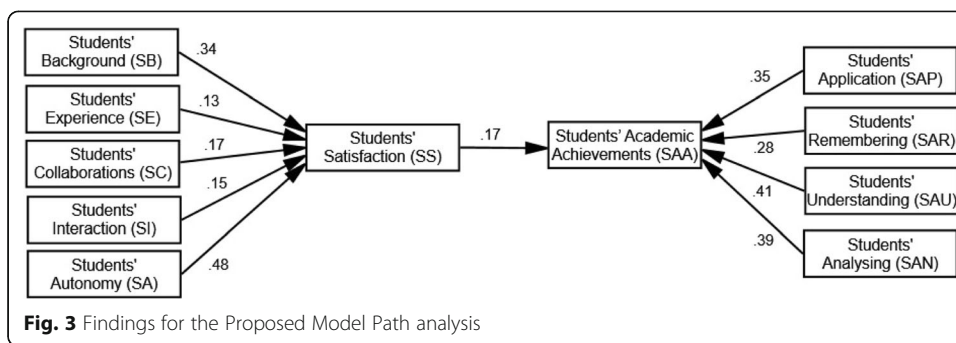 Students'
Background (SB)
.34
Students'
Experience (SE)
.13
Students'
Collaborations (SC)
.17
Students'
Interaction (SI)
.15
Students'
Autonomy (SA)
.48
Students'
Satisfaction (SS)
.17
Students' Academic
Achievements (SAA)
.35
Students'
Application (SAP)
.28
Students'
Remembering (SAR)
.41
Students'
Understanding (SAU)
.39
Students'
Analysing (SAN)
Fig. 3 Findings for the Proposed Model Path analysis